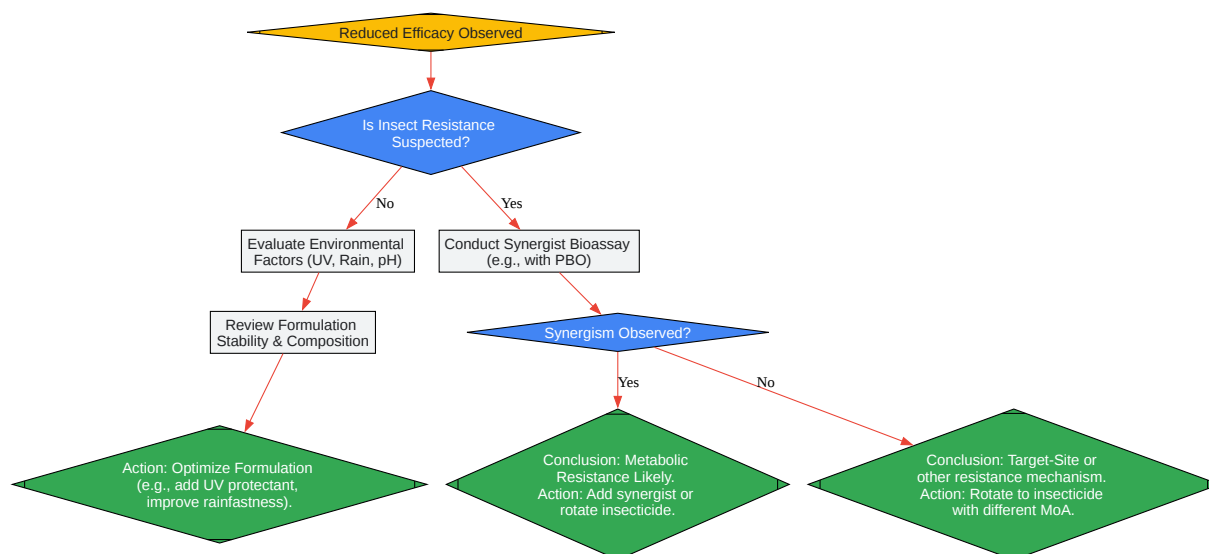 Reduced Efficacy Observed
Is Insect Resistance
Suspected?
No
Yes
Evaluate Environmental
Factors (UV, Rain, pH)
Conduct Synergist Bioassay
(e.g., with PBO)
Review Formulation
Stability & Composition
Synergism Observed?
Yes
No
Action: Optimize Formulation
(e.g., add UV protectant,
improve rainfastness).
Conclusion: Metabolic
Resistance Likely.
Action: Add synergist or
rotate insecticide.
Conclusion: Target-Site or
other resistance mechanism.
Action: Rotate to insecticide
with different MoA.